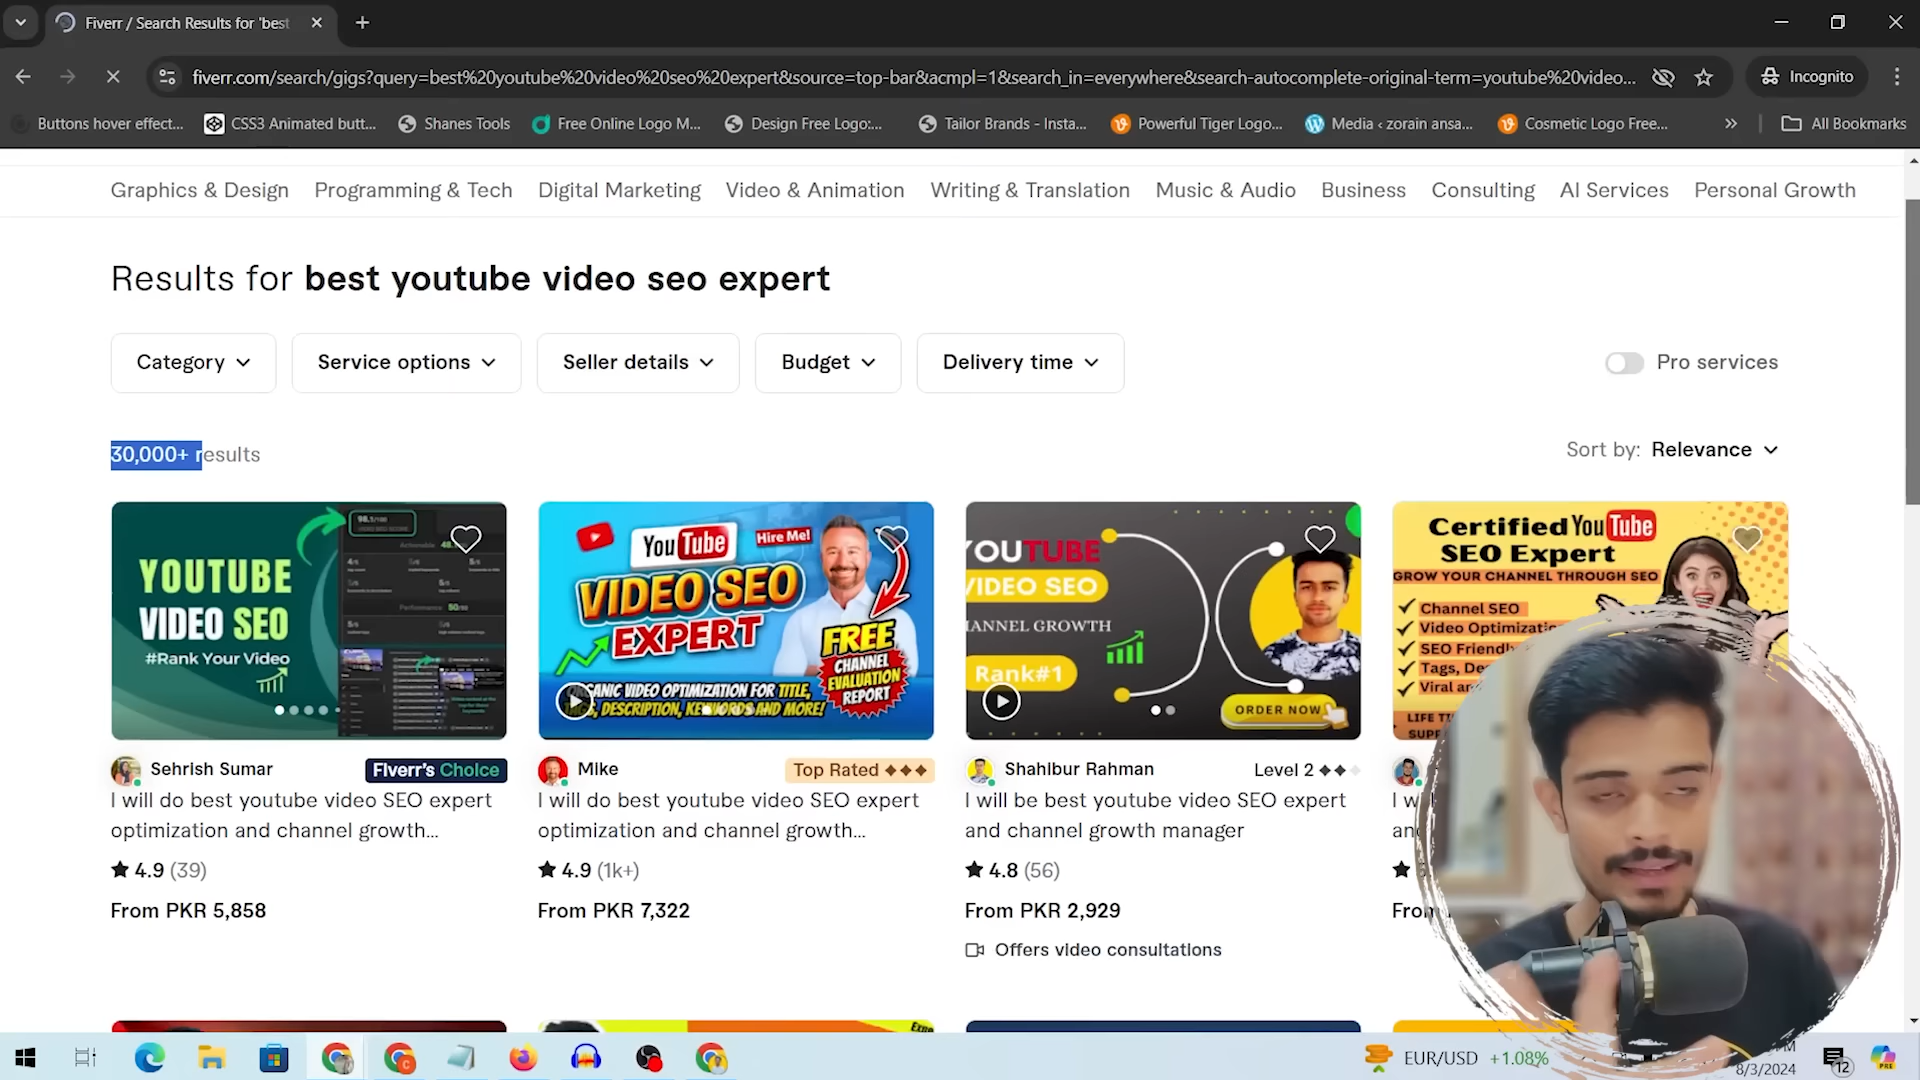 Fiverr / Search Results for 'best
fiverr.com/search/gigs?query=best%20youtube%20video%20seo%20expert&source=top-bar&acmpl=1&search_in=everywhere&search-autocomplete-original-term=youtube%20video...
Incognito
Buttons hover effect... CSS3 Animated butt... Shanes Tools Free Online Logo M... Design Free Logo:... Tailor Brands - Insta... Powerful Tiger Logo... Media ‹ zorain ansa... Cosmetic Logo Free... » All Bookmarks
Graphics & Design Programming & Tech Digital Marketing Video & Animation Writing & Translation Music & Audio Business Consulting AI Services Personal Growth
Results for best youtube video seo expert
Category Service options Seller details Budget Delivery time Pro services
30,000+ results
Sort by: Relevance
YOUTUBE
VIDEO SEO
#Rank Your Video
YouTube
Hire Me!
VIDEO SEO
EXPERT
FREE
CHANNEL
EVALUATION
REPORT
ORGANIC VIDEO OPTIMIZATION FOR TITLE,
TAGS, DESCRIPTION, KEYWORDS AND MORE!
YOUTUBE
VIDEO SEO
HANNEL GROWTH
Rank#1
ORDER NOW
Certified YouTube
SEO Expert
GROW YOUR CHANNEL THROUGH SEO
Channel SEO
Video Optimizatio
SEO Friendly
Tags, De
Viral a
LIFE TI
SUPP
Sehrish Sumar Fiverr's Choice
I will do best youtube video SEO expert
optimization and channel growth...
4.9 (39)
From PKR 5,858
Mike Top Rated
I will do best youtube video SEO expert
optimization and channel growth...
4.9 (1k+)
From PKR 7,322
Shahibur Rahman Level 2
I will be best youtube video SEO expert
and channel growth manager
4.8 (56)
From PKR 2,929
Offers video consultations
I w
an
From
EUR/USD +1.08%
8/3/2024
12
PRE